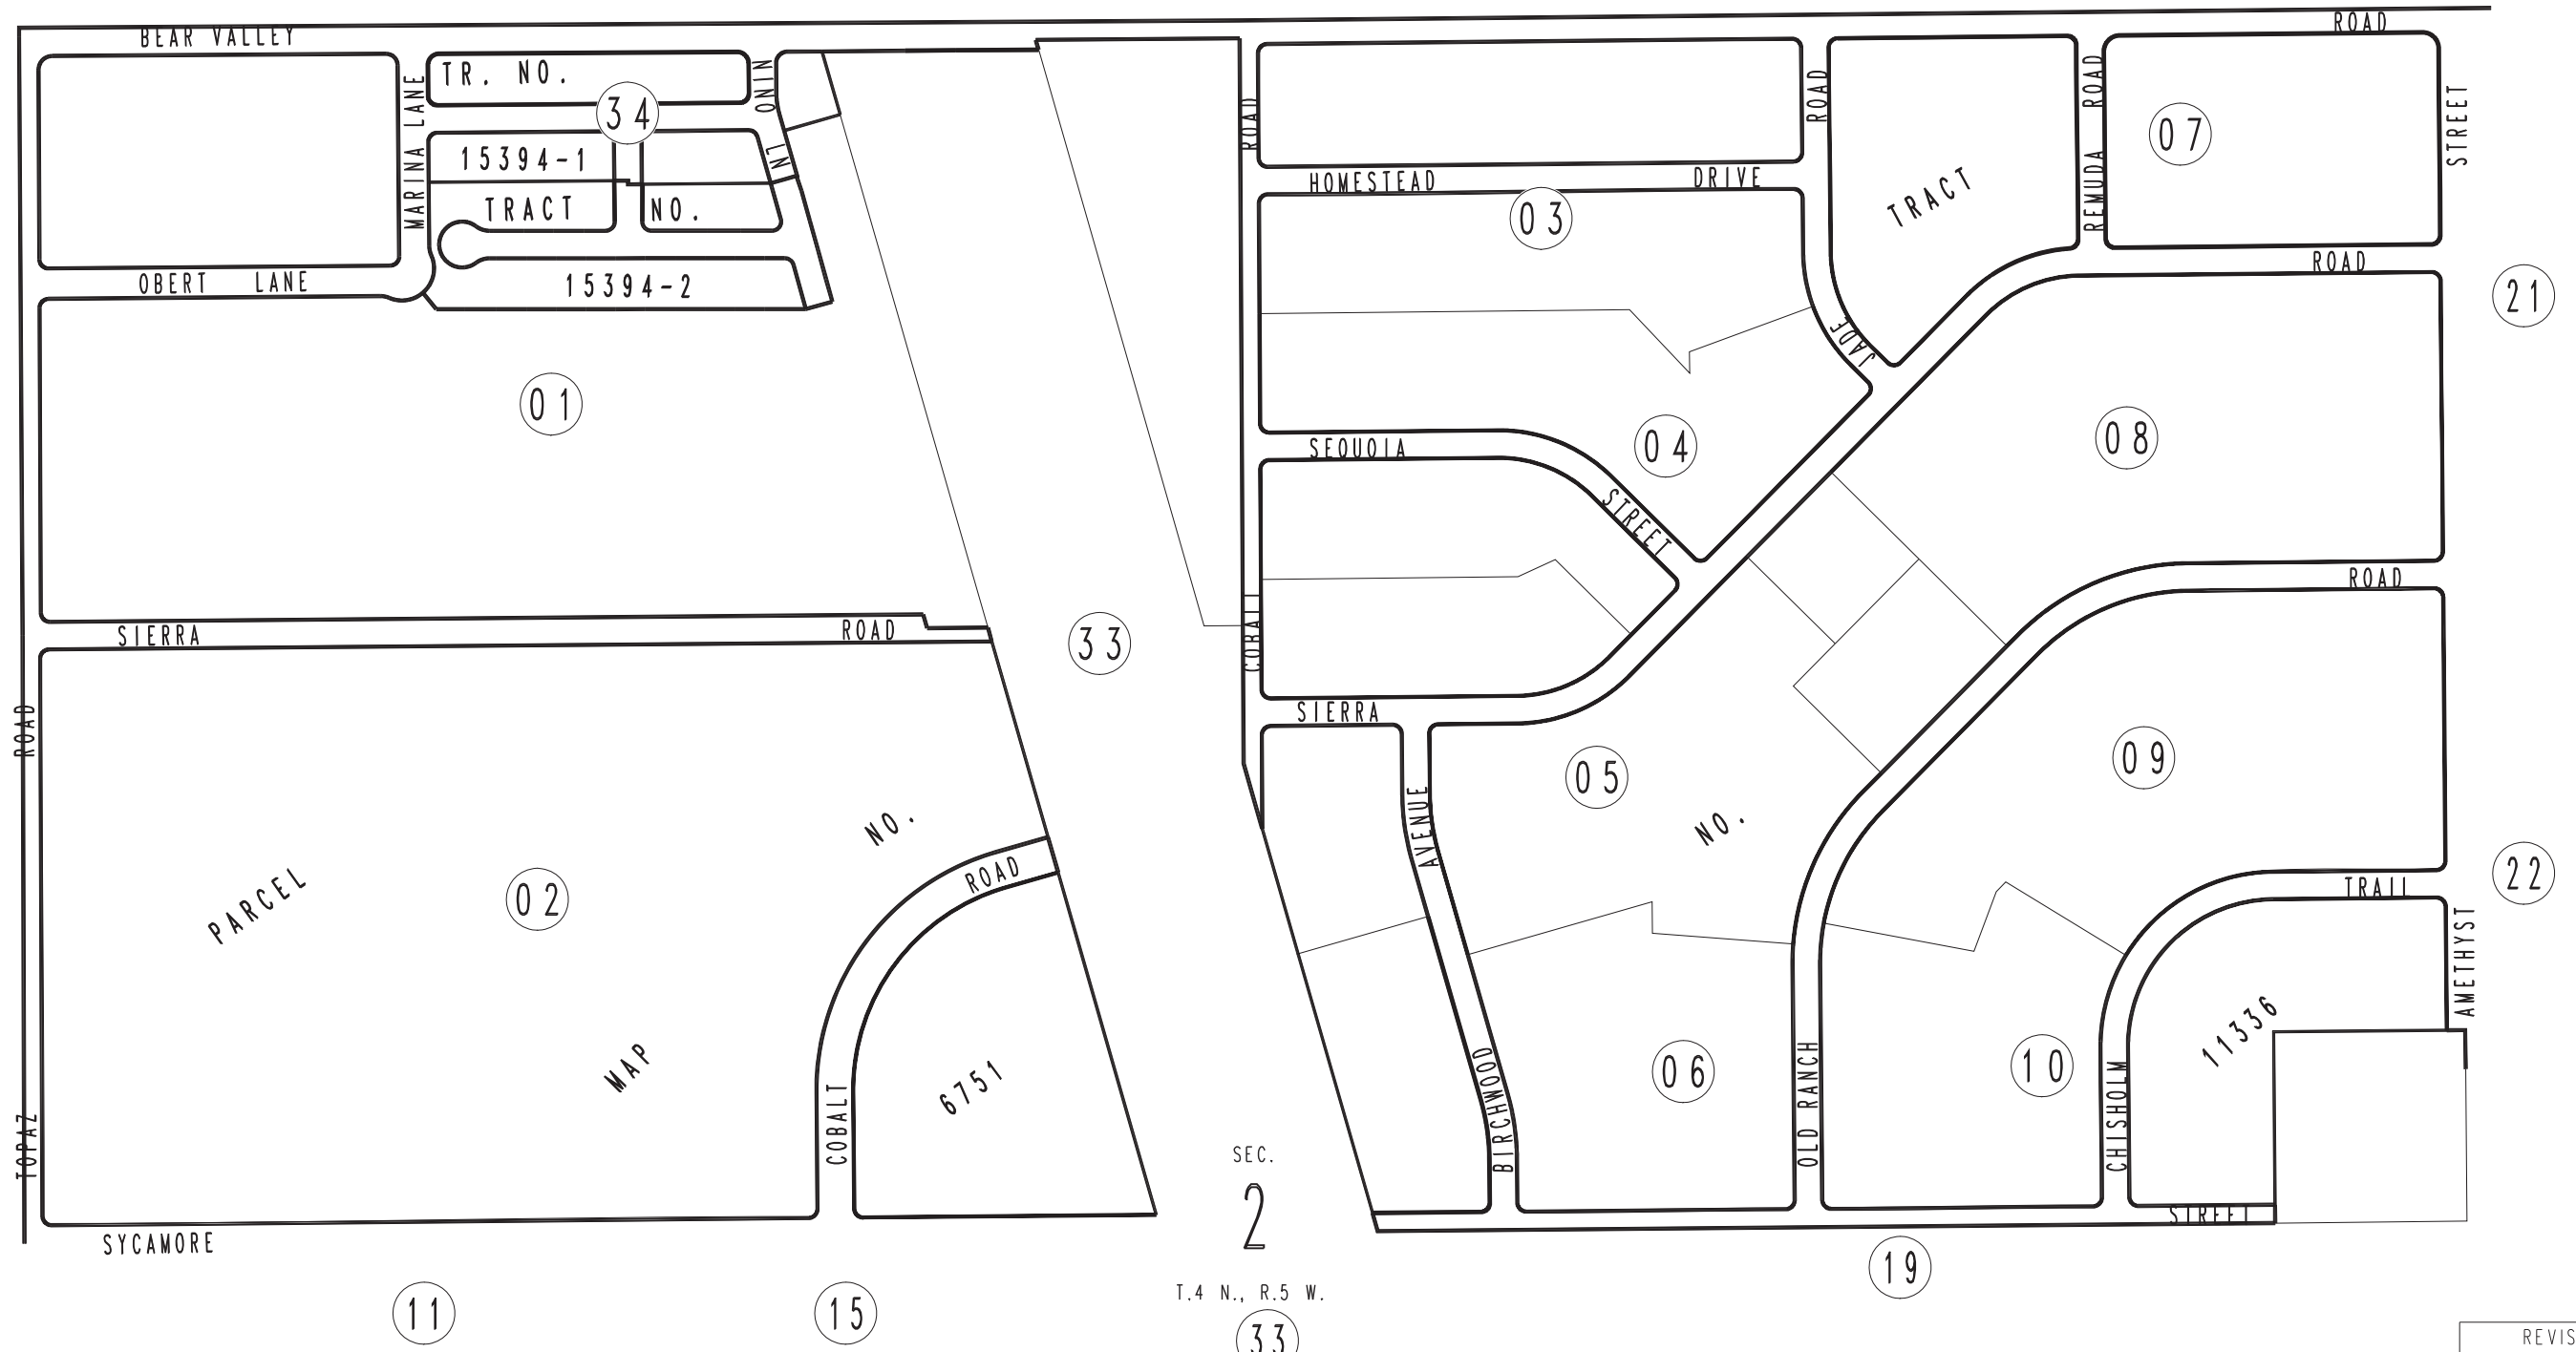 BEAR VALLEY ROAD
TR. NO.
34
15394-1
TRACT NO.
15394-2
MARINA LANE
ONIN LN
OBERT LANE
01
SIERRA ROAD
TOPAZ ROAD
PARCEL MAP NO. 6751
02
COBALT ROAD
SYCAMORE
11
15
33
COBALT ROAD
HOMESTEAD DRIVE
03
JADE ROAD
TRACT NO. 11336
REMUDA ROAD
07
STREET
ROAD
21
SEQUOIA STREET
04
08
ROAD
SIERRA
05
09
BIRCHWOOD AVENUE
22
TRAIL
AMETHYST
06
OLD RANCH
10
CHISHOLM
STREET
SEC.
2
T.4 N., R.5 W.
33
19
REVIS